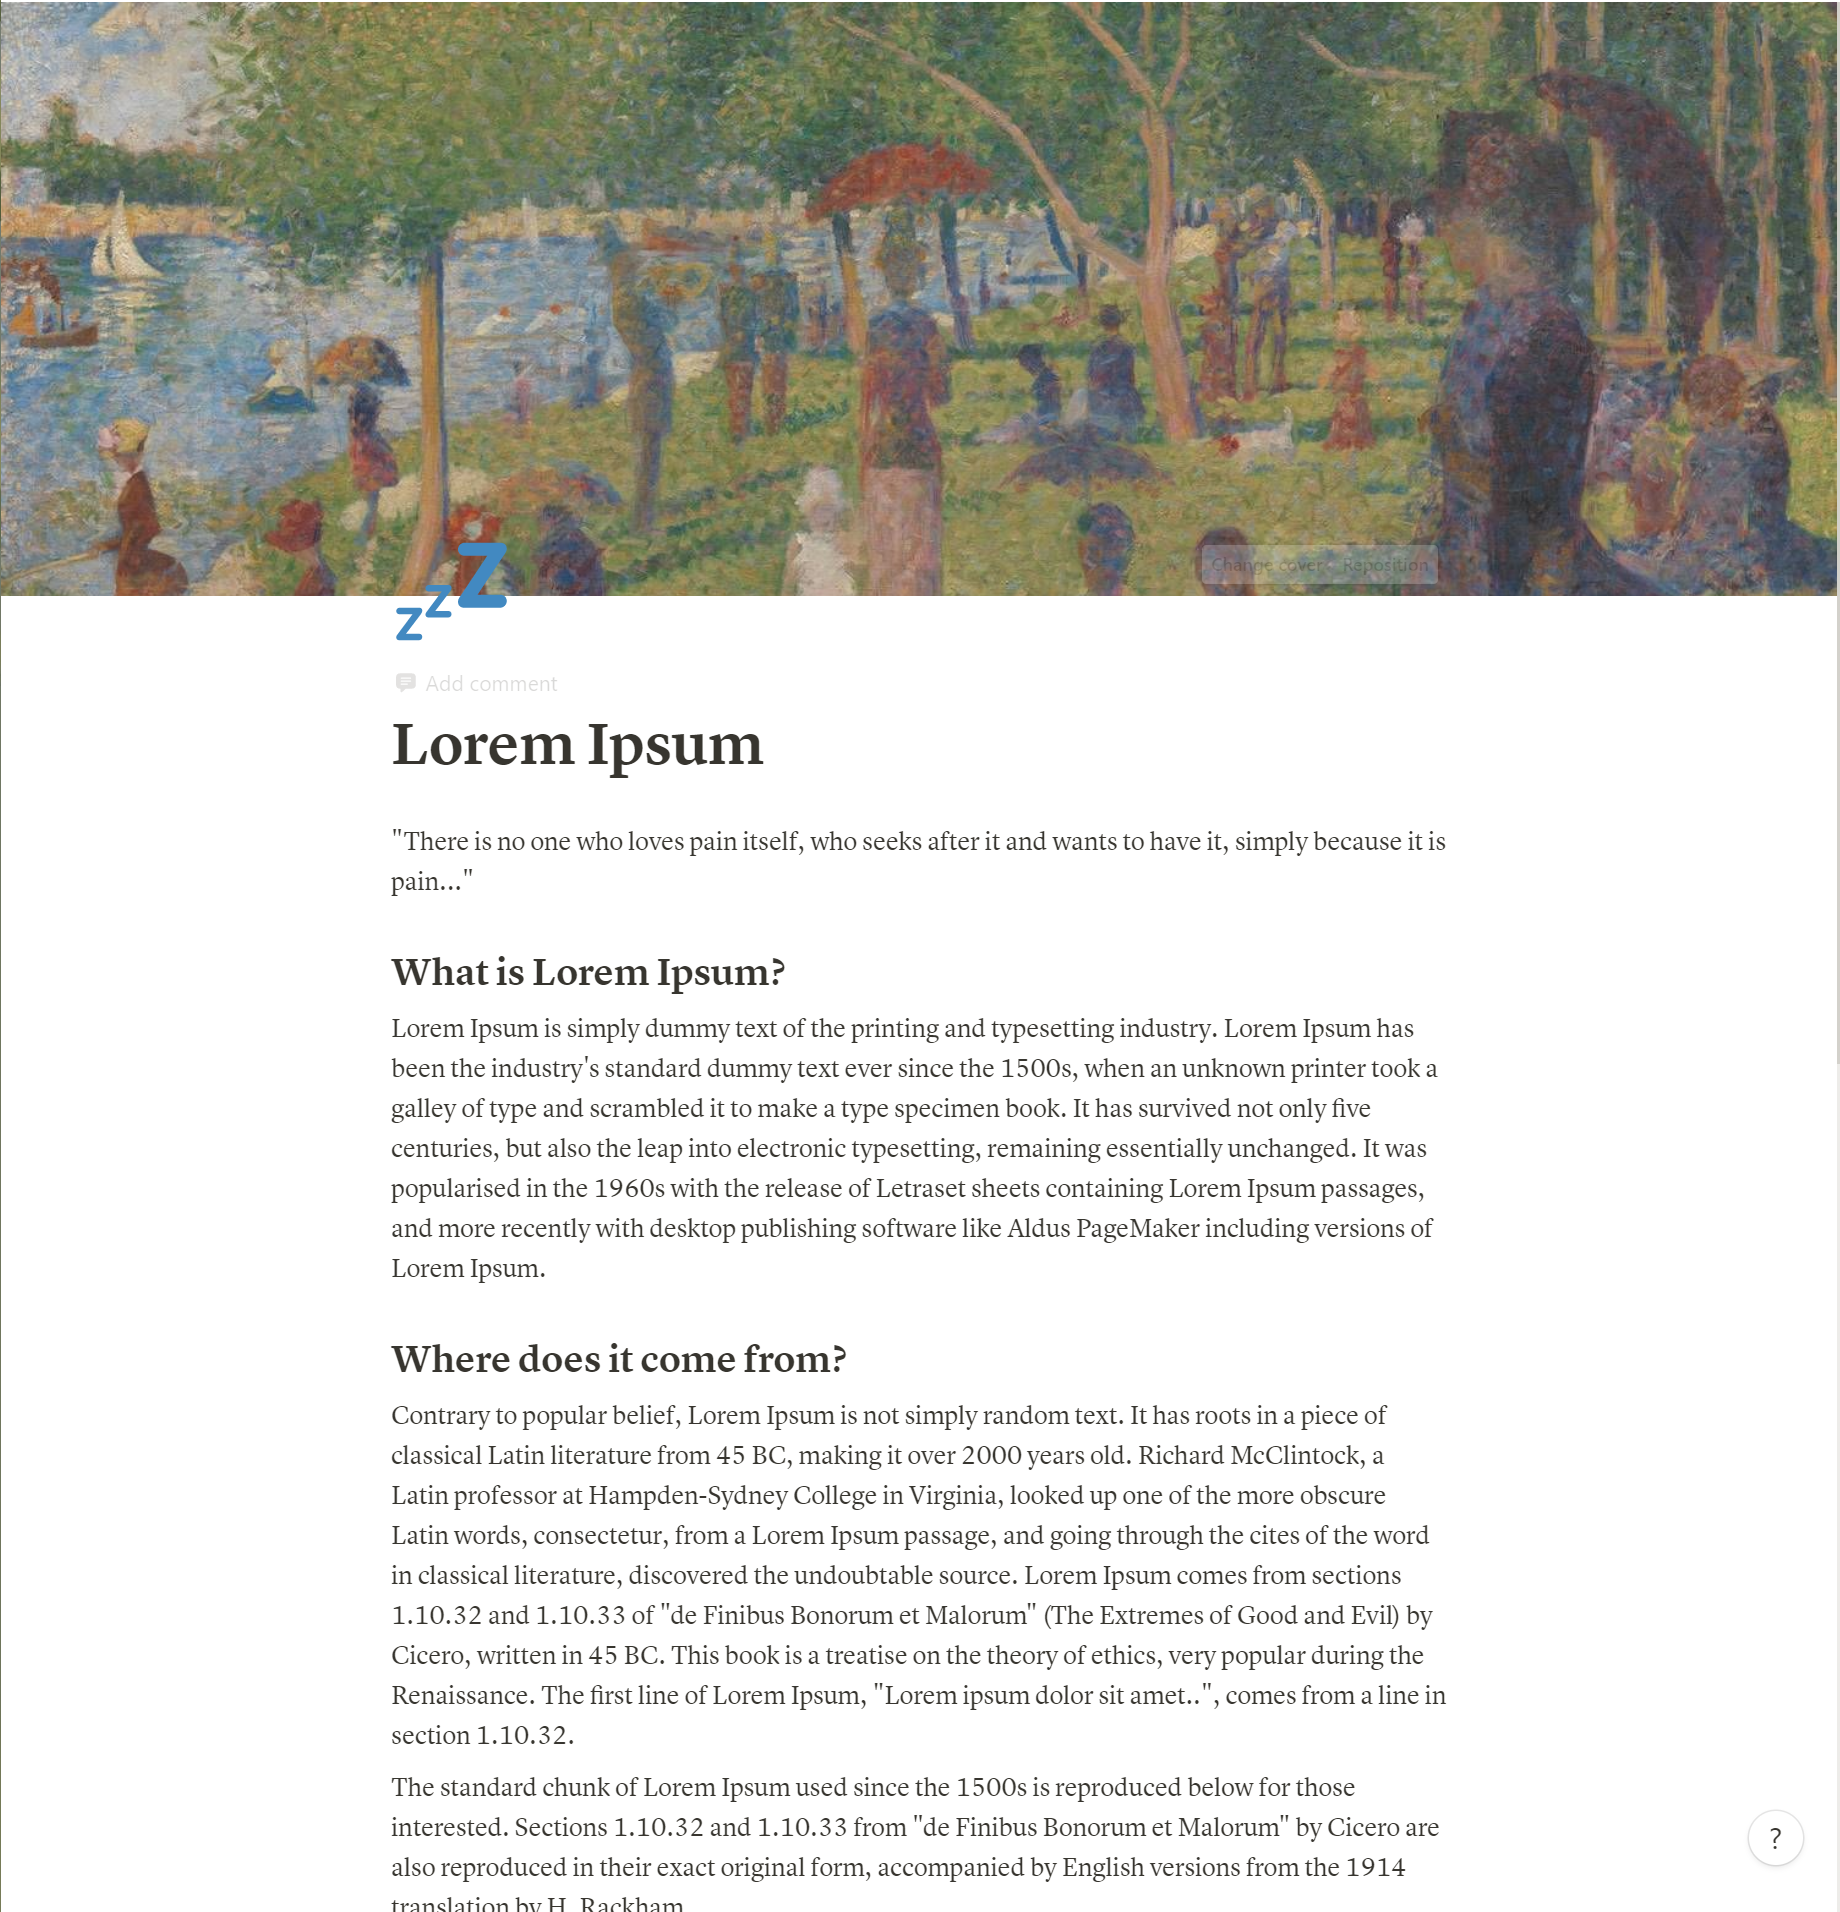 Change cover Reposition
zzZ
Add comment
Lorem Ipsum
"There is no one who loves pain itself, who seeks after it and wants to have it, simply because it is
pain..."
What is Lorem Ipsum?
Lorem Ipsum is simply dummy text of the printing and typesetting industry. Lorem Ipsum has
been the industry's standard dummy text ever since the 1500s, when an unknown printer took a
galley of type and scrambled it to make a type specimen book. It has survived not only five
centuries, but also the leap into electronic typesetting, remaining essentially unchanged. It was
popularised in the 1960s with the release of Letraset sheets containing Lorem Ipsum passages,
and more recently with desktop publishing software like Aldus PageMaker including versions of
Lorem Ipsum.
Where does it come from?
Contrary to popular belief, Lorem Ipsum is not simply random text. It has roots in a piece of
classical Latin literature from 45 BC, making it over 2000 years old. Richard McClintock, a
Latin professor at Hampden-Sydney College in Virginia, looked up one of the more obscure
Latin words, consectetur, from a Lorem Ipsum passage, and going through the cites of the word
in classical literature, discovered the undoubtable source. Lorem Ipsum comes from sections
1.10.32 and 1.10.33 of "de Finibus Bonorum et Malorum" (The Extremes of Good and Evil) by
Cicero, written in 45 BC. This book is a treatise on the theory of ethics, very popular during the
Renaissance. The first line of Lorem Ipsum, "Lorem ipsum dolor sit amet..", comes from a line in
section 1.10.32.
The standard chunk of Lorem Ipsum used since the 1500s is reproduced below for those
interested. Sections 1.10.32 and 1.10.33 from "de Finibus Bonorum et Malorum" by Cicero are
also reproduced in their exact original form, accompanied by English versions from the 1914
translation by H. Rackham
?